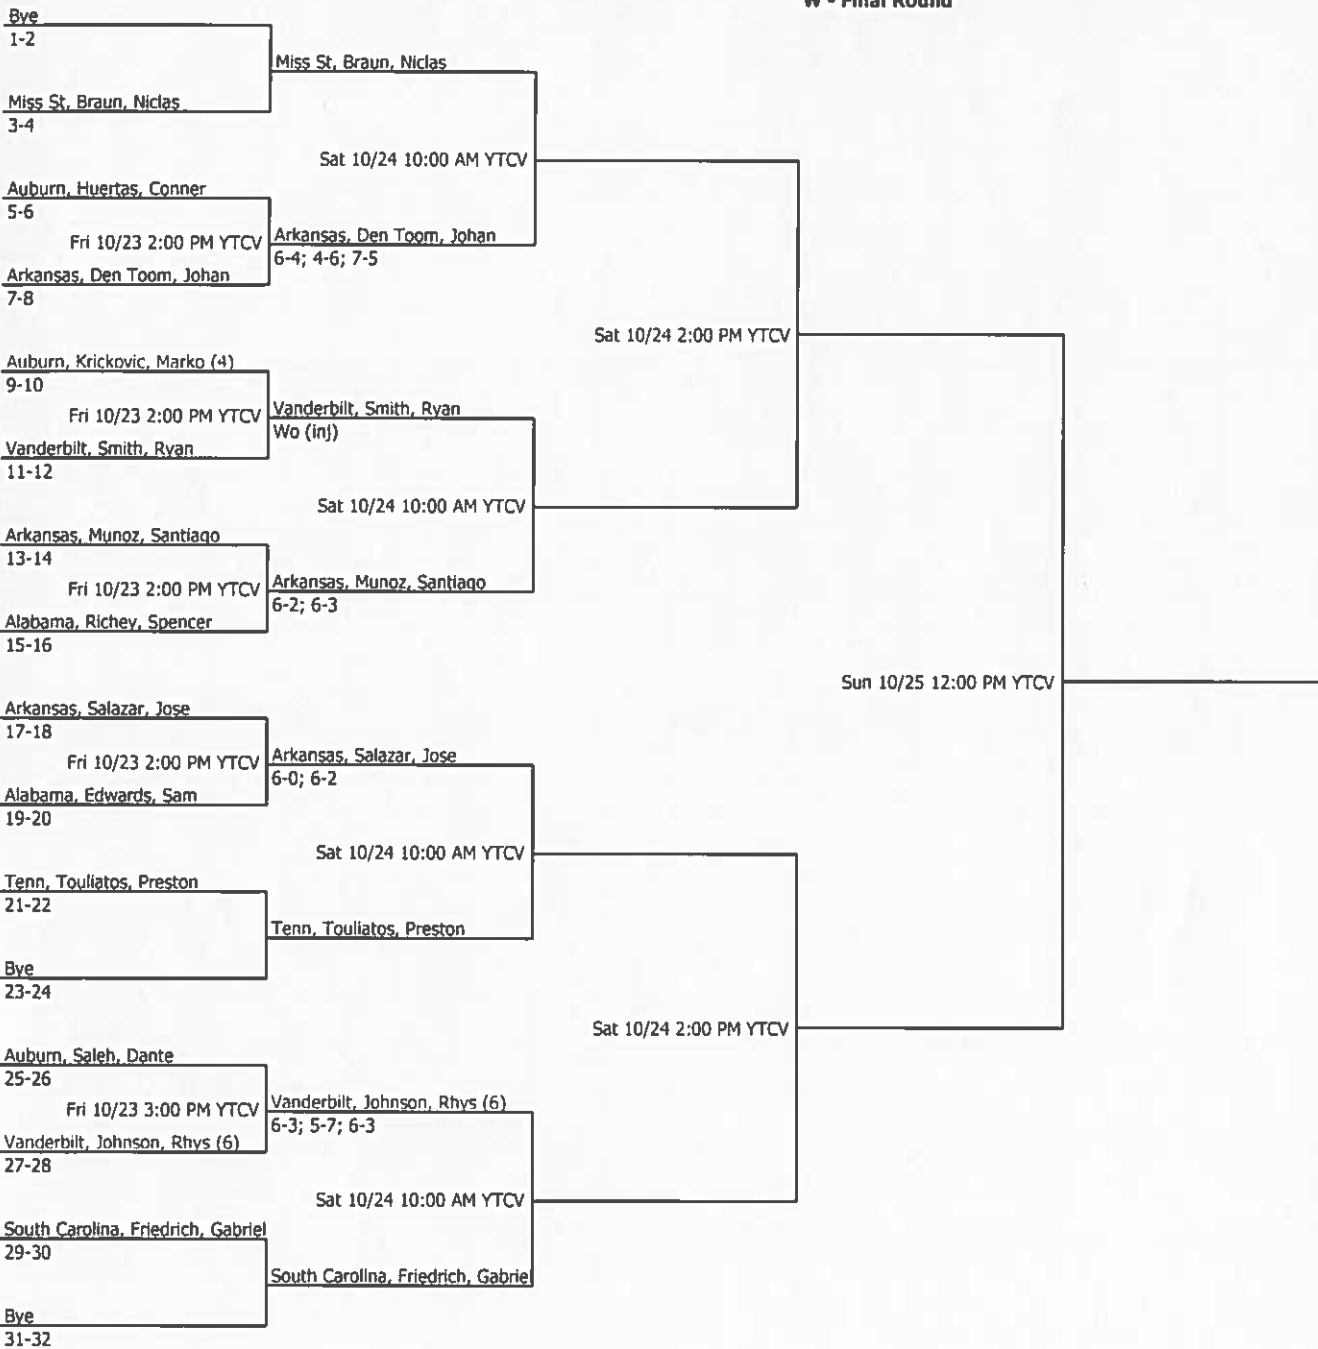 W - Final Round
Bye
1-2
Miss St, Braun, Niclas
Miss St, Braun, Niclas
3-4
Sat 10/24 10:00 AM YTCV
Auburn, Huertas, Conner
5-6
Fri 10/23 2:00 PM YTCV
Arkansas, Den Toom, Johan
6-4; 4-6; 7-5
Arkansas, Den Toom, Johan
7-8
Sat 10/24 2:00 PM YTCV
Auburn, Krickovic, Marko (4)
9-10
Fri 10/23 2:00 PM YTCV
Vanderbilt, Smith, Ryan
Wo (inj)
Vanderbilt, Smith, Ryan
11-12
Sat 10/24 10:00 AM YTCV
Arkansas, Munoz, Santiago
13-14
Fri 10/23 2:00 PM YTCV
Arkansas, Munoz, Santiago
6-2; 6-3
Alabama, Richey, Spencer
15-16
Sun 10/25 12:00 PM YTCV
Arkansas, Salazar, Jose
17-18
Fri 10/23 2:00 PM YTCV
Arkansas, Salazar, Jose
6-0; 6-2
Alabama, Edwards, Sam
19-20
Sat 10/24 10:00 AM YTCV
Tenn, Touliatos, Preston
21-22
Tenn, Touliatos, Preston
Bye
23-24
Sat 10/24 2:00 PM YTCV
Auburn, Saleh, Dante
25-26
Fri 10/23 3:00 PM YTCV
Vanderbilt, Johnson, Rhys (6)
6-3; 5-7; 6-3
Vanderbilt, Johnson, Rhys (6)
27-28
Sat 10/24 10:00 AM YTCV
South Carolina, Friedrich, Gabriel
29-30
South Carolina, Friedrich, Gabriel
Bye
31-32